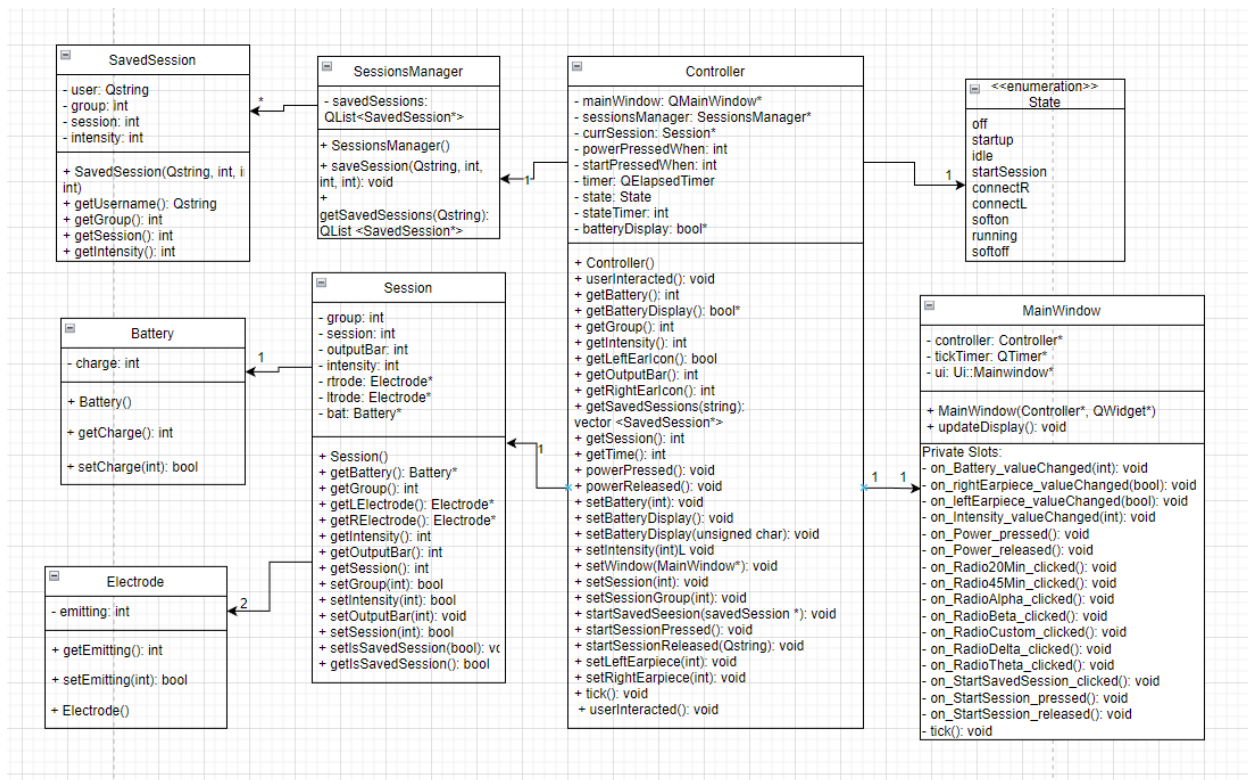 SavedSession
- user: Qstring
- group: int
- session: int
- intensity: int
+ SavedSession(Qstring, int, i
int)
+ getUsername(): Qstring
+ getGroup(): int
+ getSession(): int
+ getIntensity(): int
*
SessionsManager
- savedSessions:
QList<SavedSession*>
+ SessionsManager()
+ saveSession(Qstring, int,
int, int): void
+
getSavedSessions(Qstring):
QList <SavedSession*>
1
Controller
- mainWindow: QMainWindow*
- sessionsManager: SessionsManager*
- currSession: Session*
- powerPressedWhen: int
- startPressedWhen: int
- timer: QElapsedTimer
- state: State
- stateTimer: int
- batteryDisplay: bool*
+ Controller()
+ userInteracted(): void
+ getBattery(): int
+ getBatteryDisplay(): bool*
+ getGroup(): int
+ getIntensity(): int
+ getLeftEarIcon(): bool
+ getOutputBar(): int
+ getRightEarIcon(): int
+ getSavedSessions(string):
vector <SavedSession*>
+ getSession(): int
+ getTime(): int
+ powerPressed(): void
+ powerReleased(): void
+ setBattery(int): void
+ setBatteryDisplay(): void
+ setBatteryDisplay(unsigned char): void
+ setIntensity(int)L void
+ setWindow(MainWindow*): void
+ setSession(int): void
+ setSessionGroup(int): void
+ startSavedSeesion(savedSession *): void
+ startSessionPressed(): void
+ startSessionReleased(Qstring): void
+ setLeftEarpiece(int): void
+ setRightEarpiece(int): void
+ tick(): void
+ userInteracted(): void
1
<<enumeration>>
State
off
startup
idle
startSession
connectR
connectL
softon
running
softoff
Battery
- charge: int
+ Battery()
+ getCharge(): int
+ setCharge(int): bool
1
Session
- group: int
- session: int
- outputBar: int
- intensity: int
- rtrode: Electrode*
- ltrode: Electrode*
- bat: Battery*
+ Session()
+ getBattery(): Battery*
+ getGroup(): int
+ getLElectrode(): Electrode*
+ getRElectrode(): Electrode*
+ getIntensity(): int
+ getOutputBar(): int
+ getSession(): int
+ setGroup(int): bool
+ setIntensity(int): bool
+ setOutputBar(int): void
+ setSession(int): bool
+ setIsSavedSession(bool): vo
+ getIsSavedSession(): bool
1
1 1
MainWindow
- controller: Controller*
- tickTimer: QTimer*
- ui: Ui::Mainwindow*
+ MainWindow(Controller*, QWidget*)
+ updateDisplay(): void
Private Slots:
- on_Battery_valueChanged(int): void
- on_rightEarpiece_valueChanged(bool): void
- on_leftEarpiece_valueChanged(bool): void
- on_Intensity_valueChanged(int): void
- on_Power_pressed(): void
- on_Power_released(): void
- on_Radio20Min_clicked(): void
- on_Radio45Min_clicked(): void
- on_RadioAlpha_clicked(): void
- on_RadioBeta_clicked(): void
- on_RadioCustom_clicked(): void
- on_RadioDelta_clicked(): void
- on_RadioTheta_clicked(): void
- on_StartSavedSession_clicked(): void
- on_StartSession_pressed(): void
- on_StartSession_released(): void
- tick(): void
Electrode
- emitting: int
+ getEmitting(): int
+ setEmitting(int): bool
+ Electrode()
2